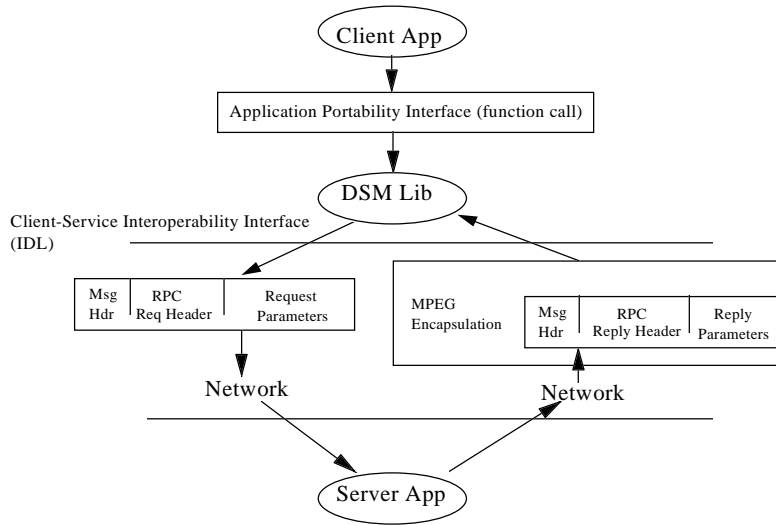 Client App
Application Portability Interface (function call)
DSM Lib
Client-Service Interoperability Interface
(IDL)
Msg
Hdr
RPC
Req Header
Request
Parameters
MPEG
Encapsulation
Msg
Hdr
RPC
Reply Header
Reply
Parameters
Network
Network
Server App